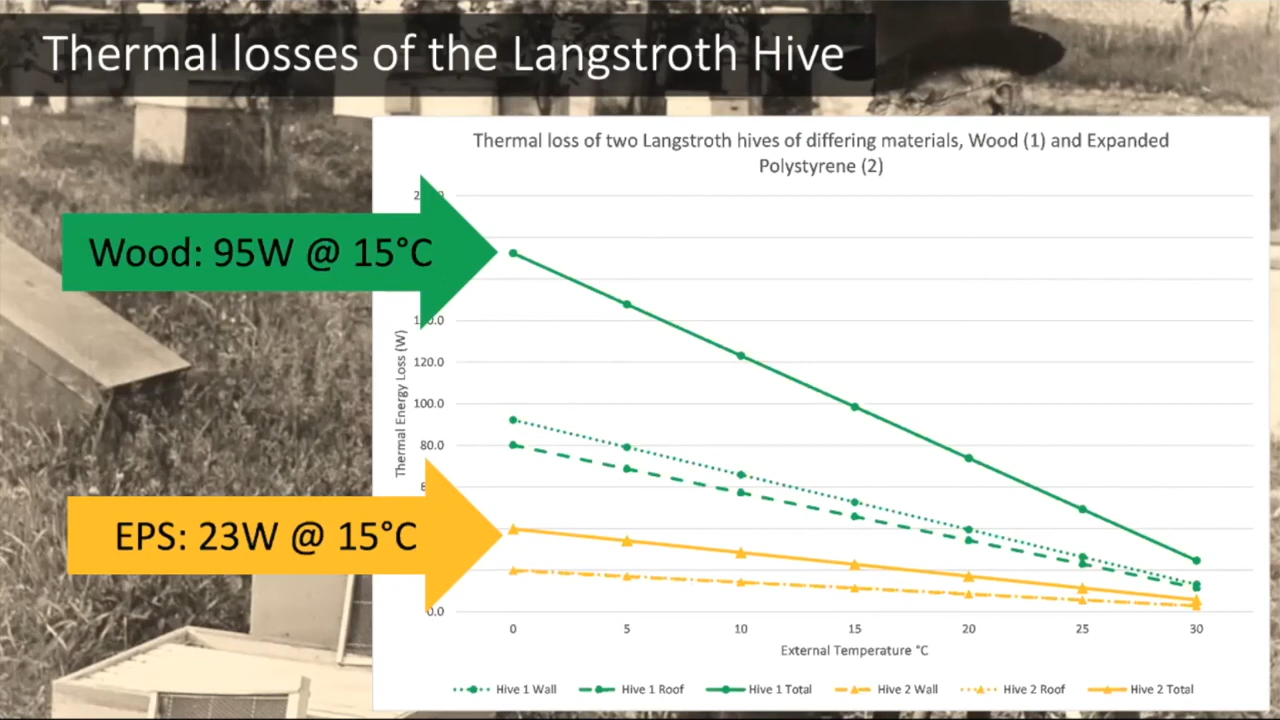 Thermal losses of the Langstroth Hive
Thermal loss of two Langstroth hives of differing materials, Wood (1) and Expanded
Polystyrene (2)
Wood: 95W @ 15°C
EPS: 23W @ 15°C
Thermal Energy Loss (W)
120.0
100.0
80.0
0 5 10 15 20 25 30
External Temperature °C
Hive 1 Wall Hive 1 Roof Hive 1 Total Hive 2 Wall Hive 2 Roof Hive 2 Total